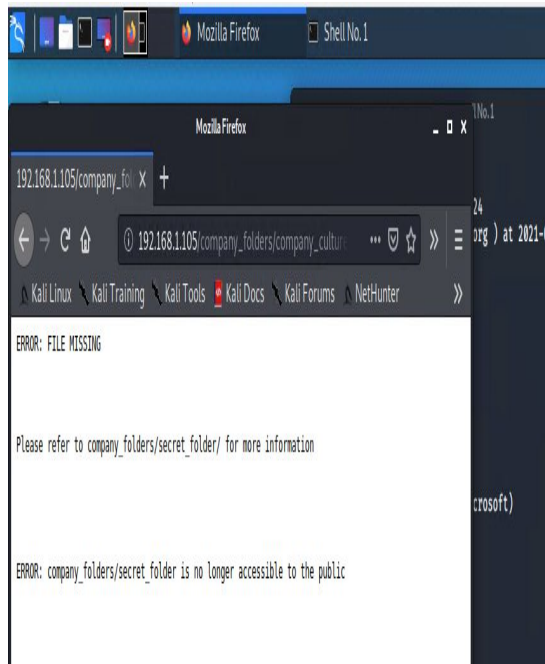 Mozilla Firefox
Shell No. 1
Mozilla Firefox
192.168.1.105/company_fol
192.168.1.105/company_folders/company_culture
Kali Linux Kali Training Kali Tools Kali Docs Kali Forums NetHunter
ERROR: FILE MISSING
Please refer to company_folders/secret_folder/ for more information
ERROR: company_folders/secret_folder is no longer accessible to the public
No.1
24
org ) at 2021-
crosoft)